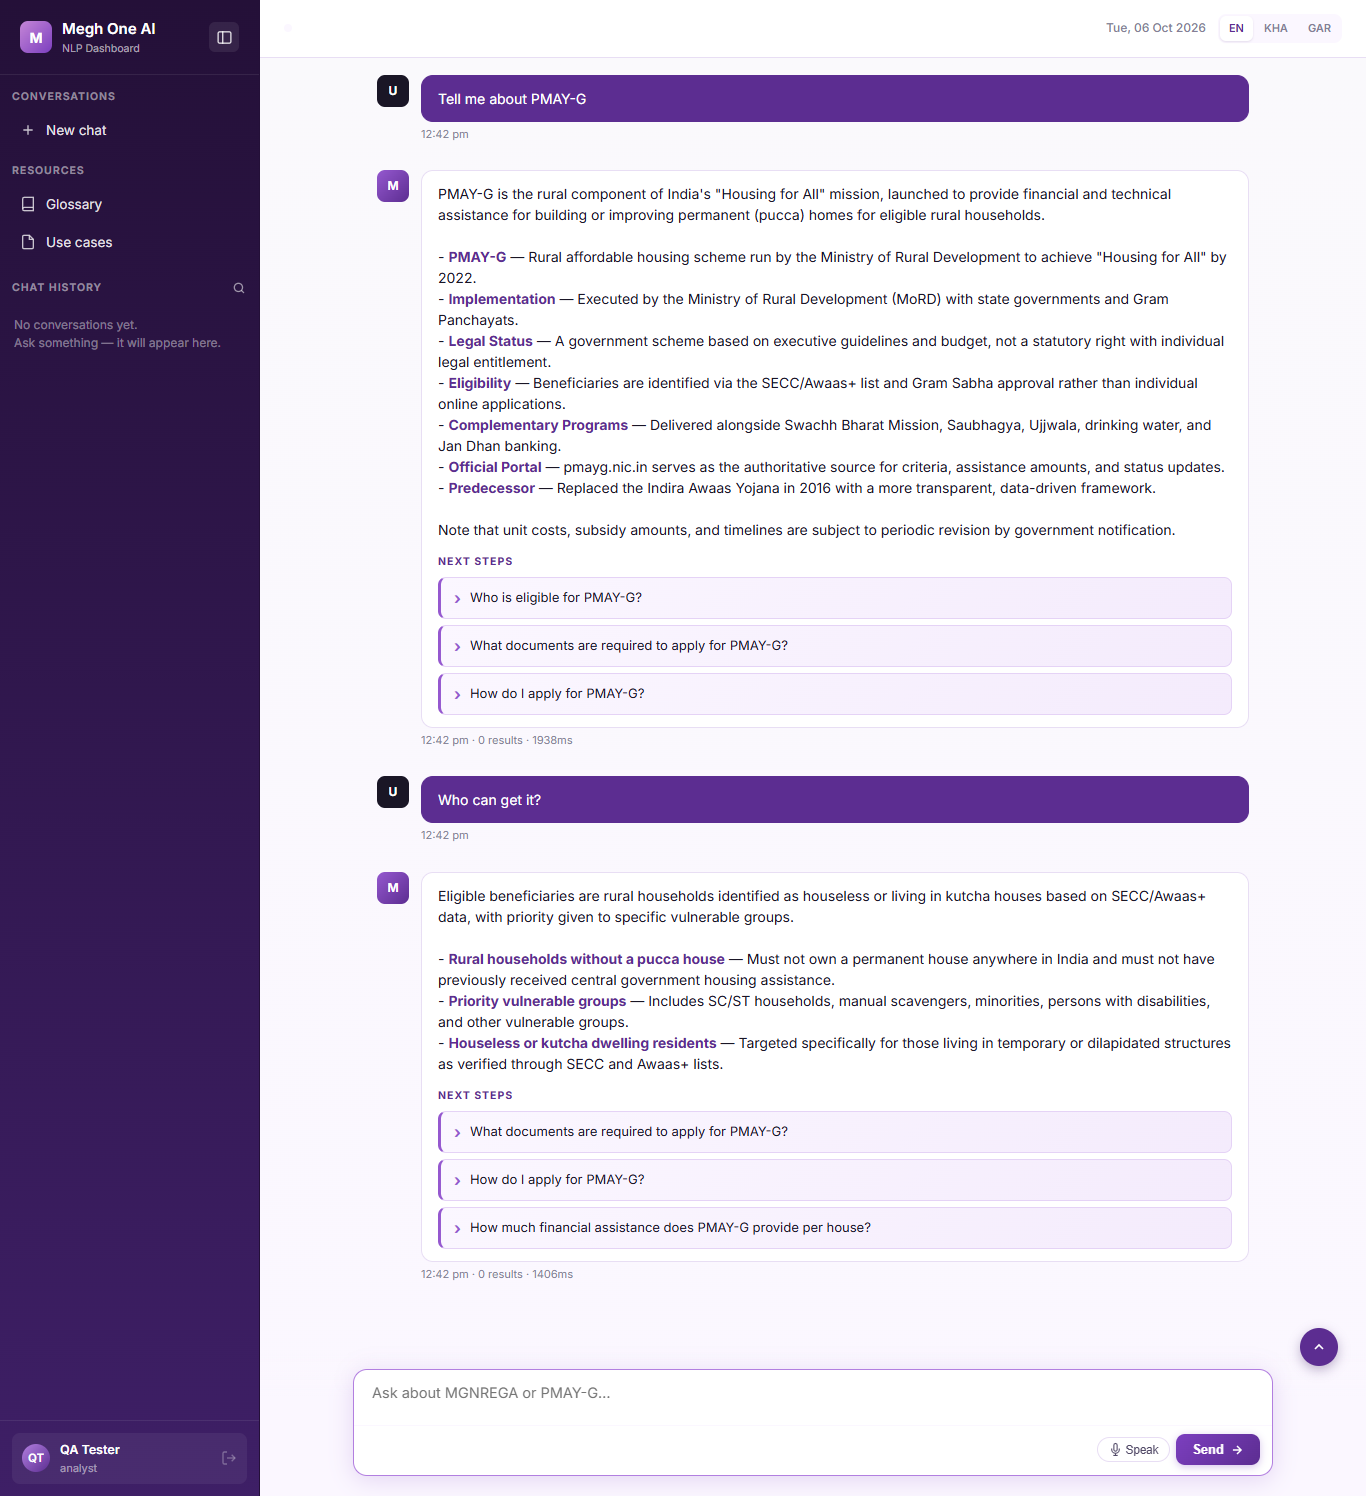 M
Megh One AI
NLP Dashboard
CONVERSATIONS
+ New chat
RESOURCES
Glossary
Use cases
CHAT HISTORY
No conversations yet.
Ask something — it will appear here.
QT
QA Tester
analyst
Tue, 06 Oct 2026
EN KHA GAR
U
Tell me about PMAY-G
12:42 pm
M
PMAY-G is the rural component of India's "Housing for All" mission, launched to provide financial and technical
assistance for building or improving permanent (pucca) homes for eligible rural households.
- PMAY-G — Rural affordable housing scheme run by the Ministry of Rural Development to achieve "Housing for All" by
2022.
- Implementation — Executed by the Ministry of Rural Development (MoRD) with state governments and Gram
Panchayats.
- Legal Status — A government scheme based on executive guidelines and budget, not a statutory right with individual
legal entitlement.
- Eligibility — Beneficiaries are identified via the SECC/Awaas+ list and Gram Sabha approval rather than individual
online applications.
- Complementary Programs — Delivered alongside Swachh Bharat Mission, Saubhagya, Ujjwala, drinking water, and
Jan Dhan banking.
- Official Portal — pmayg.nic.in serves as the authoritative source for criteria, assistance amounts, and status updates.
- Predecessor — Replaced the Indira Awaas Yojana in 2016 with a more transparent, data-driven framework.
Note that unit costs, subsidy amounts, and timelines are subject to periodic revision by government notification.
NEXT STEPS
› Who is eligible for PMAY-G?
› What documents are required to apply for PMAY-G?
› How do I apply for PMAY-G?
12:42 pm · 0 results · 1938ms
U
Who can get it?
12:42 pm
M
Eligible beneficiaries are rural households identified as houseless or living in kutcha houses based on SECC/Awaas+
data, with priority given to specific vulnerable groups.
- Rural households without a pucca house — Must not own a permanent house anywhere in India and must not have
previously received central government housing assistance.
- Priority vulnerable groups — Includes SC/ST households, manual scavengers, minorities, persons with disabilities,
and other vulnerable groups.
- Houseless or kutcha dwelling residents — Targeted specifically for those living in temporary or dilapidated structures
as verified through SECC and Awaas+ lists.
NEXT STEPS
› What documents are required to apply for PMAY-G?
› How do I apply for PMAY-G?
› How much financial assistance does PMAY-G provide per house?
12:42 pm · 0 results · 1406ms
Ask about MGNREGA or PMAY-G...
Speak
Send →